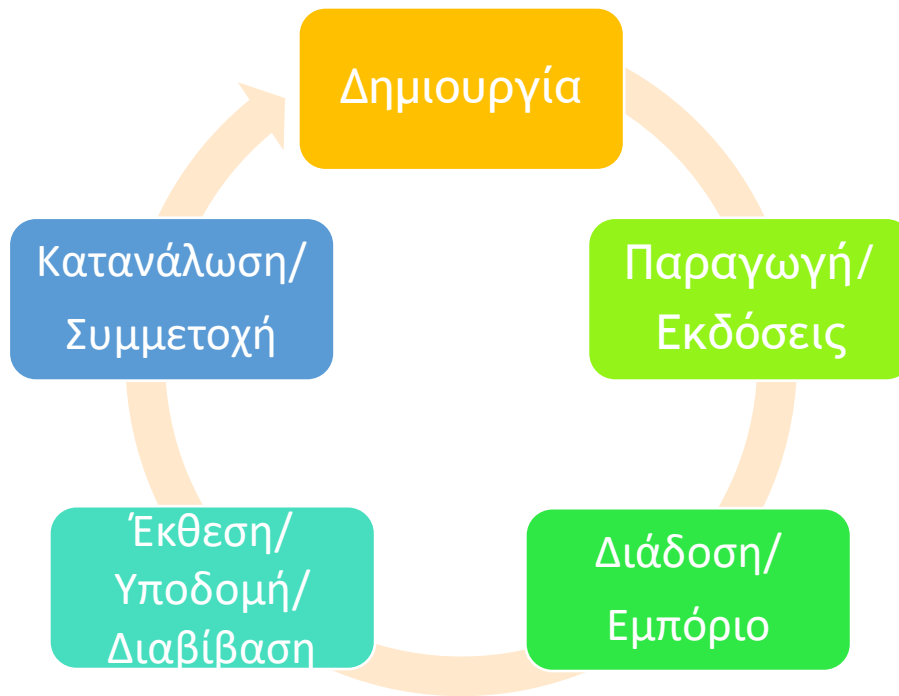 Δημιουργία
Παραγωγή/
Εκδόσεις
Διάδοση/
Εμπόριο
Έκθεση/
Υποδομή/
Διαβίβαση
Κατανάλωση/
Συμμετοχή